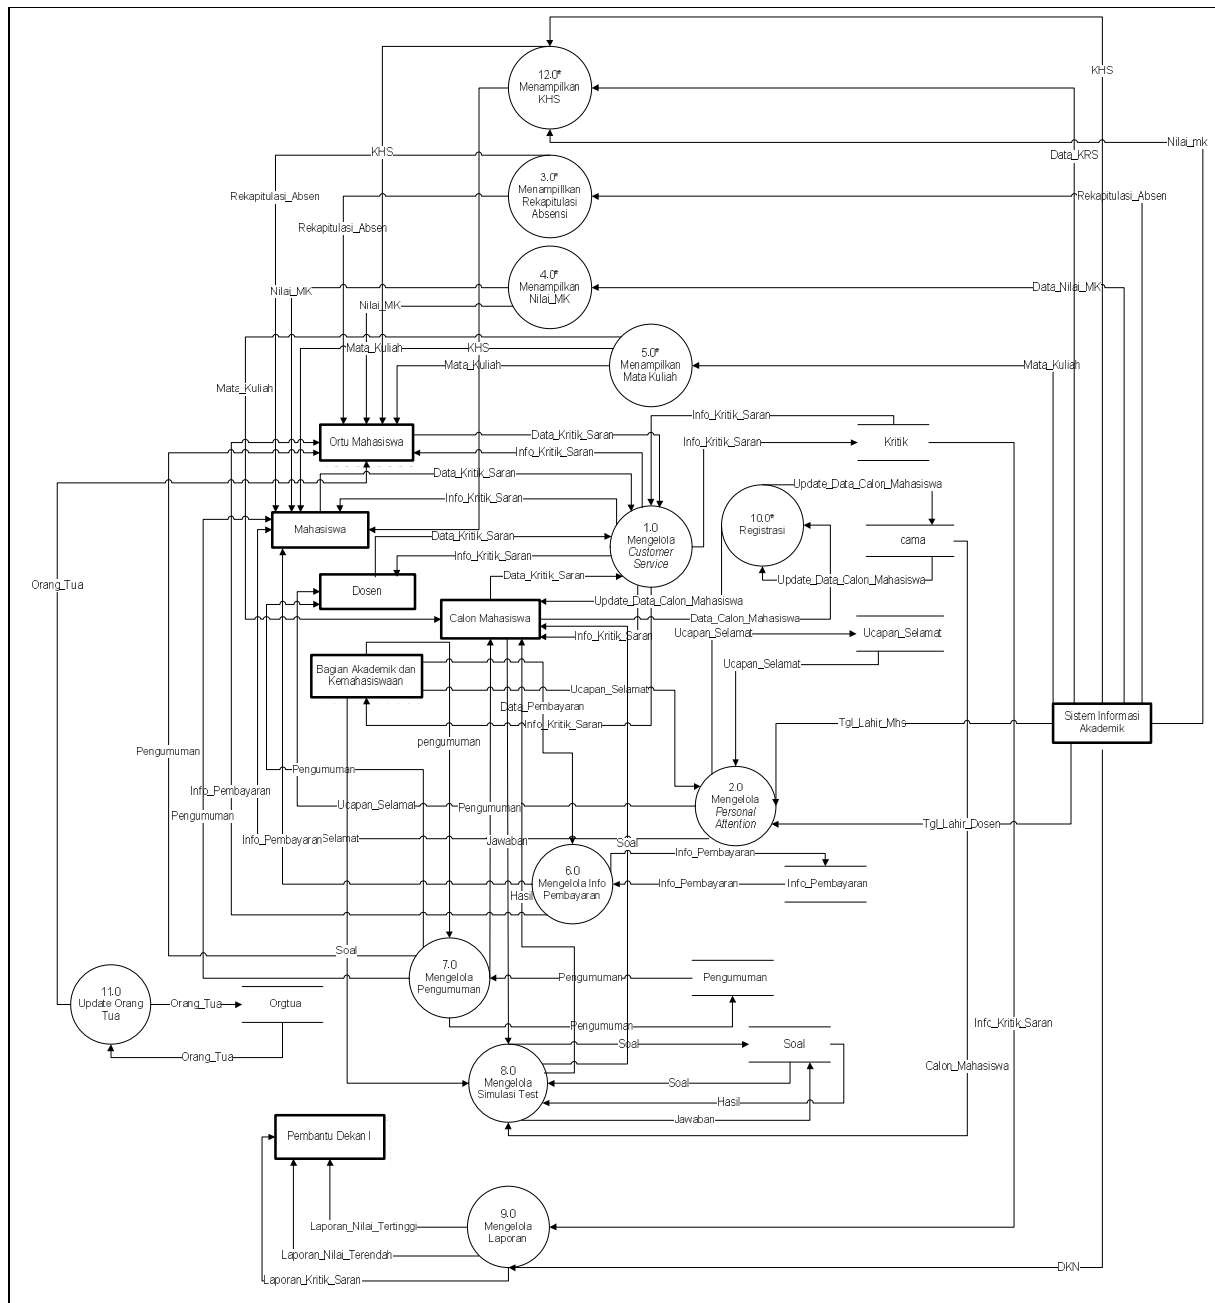 12.0*
Menampilkan
KHS
KHS
Nilai_mk
Data_KRS
KHS
3.0*
Menampillkan
Rekapitulasi
Absensi
Rekapitulasi_Absen
Rekapitulasi_Absen
Rekapitulasi_Absen
4.0*
Menampilkan
Nilai_MK
Nilai_MK
Nilai_MK
Data_Nilai_MK
Mata_Kuliah
KHS
5.0*
Menampilkan
Mata Kuliah
Mata_Kuliah
Mata_Kuliah
Mata_Kuliah
Info_Kritik_Saran
Ortu Mahasiswa
Data_Kritik_Saran
Info_Kritik_Saran
Kritik
Info_Kritik_Saran
Data_Kritik_Saran
Update_Data_Calon_Mahasiswa
Info_Kritik_Saran
Mahasiswa
1.0
Mengelola
Customer
Service
10.0*
Registrasi
cama
Data_Kritik_Saran
Info_Kritik_Saran
Orang_Tua
Dosen
Data_Kritik_Saran
Update_Data_Calon_Mahasiswa
Update_Data_Calon_Mahasiswa
Calon Mahasiswa
Data_Calon_Mahasiswa
Info_Kritik_Saran
Ucapan_Selamat
Ucapan_Selamat
Bagian Akademik dan
Kemahasiswaan
Ucapan_Selamat
Ucapan_Selamat
Data_Pembayaran
Info_Kritik_Saran
Tgl_Lahir_Mhs
Sistem Informasi
Akademik
pengumuman
Pengumuman
Pengumuman
Info_Pembayaran
Ucapan_Selamat
Pengumuman
Pengumuman
2.0
Mengelola
Personal
Attention
Tgl_Lahir_Dosen
Info_Pembayaran
Selamat
Jawaban
Soal
Info_Pembayaran
6.0
Mengelola Info
Pembayaran
Info_Pembayaran
Info_Pembayaran
Hasil
Soal
7.0
Mengelola
Pengumuman
Pengumuman
Pengumuman
11.0
Update Orang
Tua
Orang_Tua
Orgtua
Pengumuman
Info_Kritik_Saran
Orang_Tua
Soal
Soal
Calon_Mahasiswa
8.0
Mengelola
Simulasi Test
Soal
Hasil
Jawaban
Pembantu Dekan I
9.0
Mengelola
Laporan
Laporan_Nilai_Tertinggi
Laporan_Nilai_Terendah
Laporan_Kritik_Saran
DKN